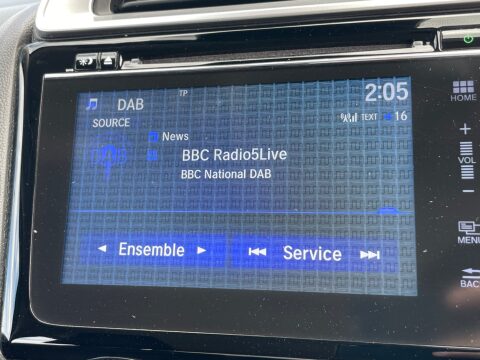 TP
DAB
2:05
SOURCE
TEXT 16
News
BBC Radio5Live
BBC National DAB
Ensemble
Service
HOME
+
VOL
-
MENU
BACK